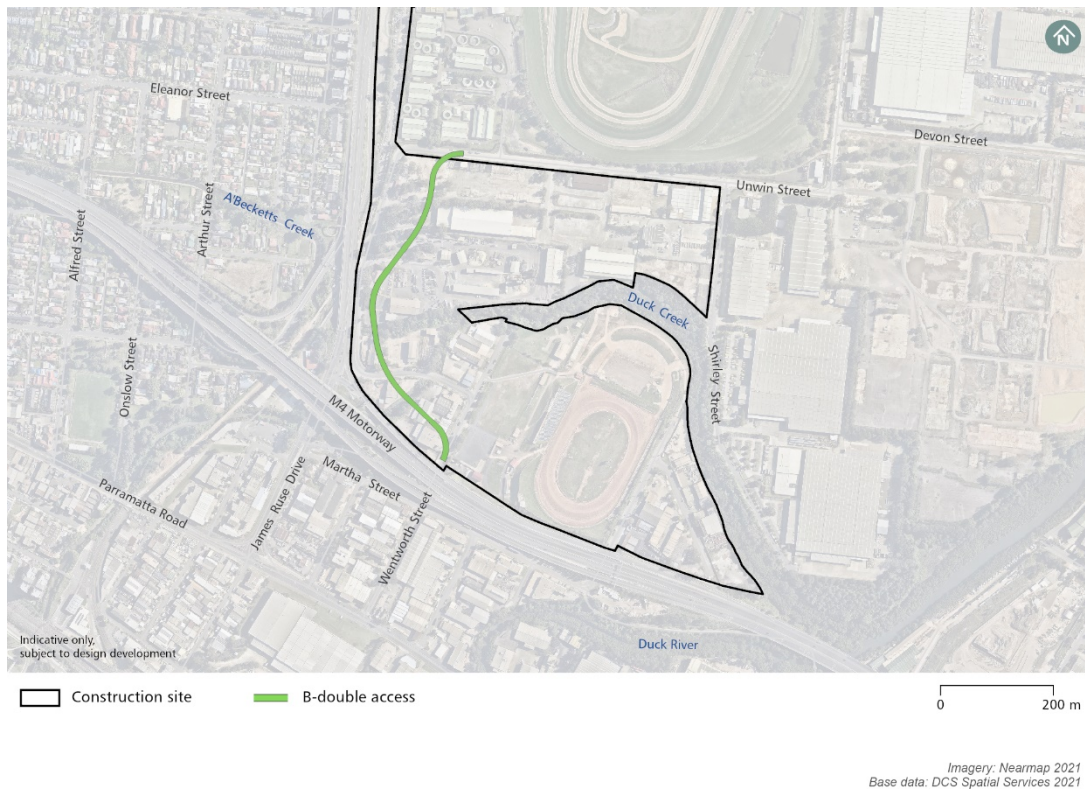 N
Eleanor Street
Devon Street
Unwin Street
A'Becketts Creek
Arthur Street
Alfred Street
Duck Creek
Shirley Street
Onslow Street
M4 Motorway
Martha Street
James Ruse Drive
Wentworth Street
Parramatta Road
Duck River
Indicative only,
subject to design development
Construction site
B-double access
0 200 m
Imagery: Nearmap 2021
Base data: DCS Spatial Services 2021